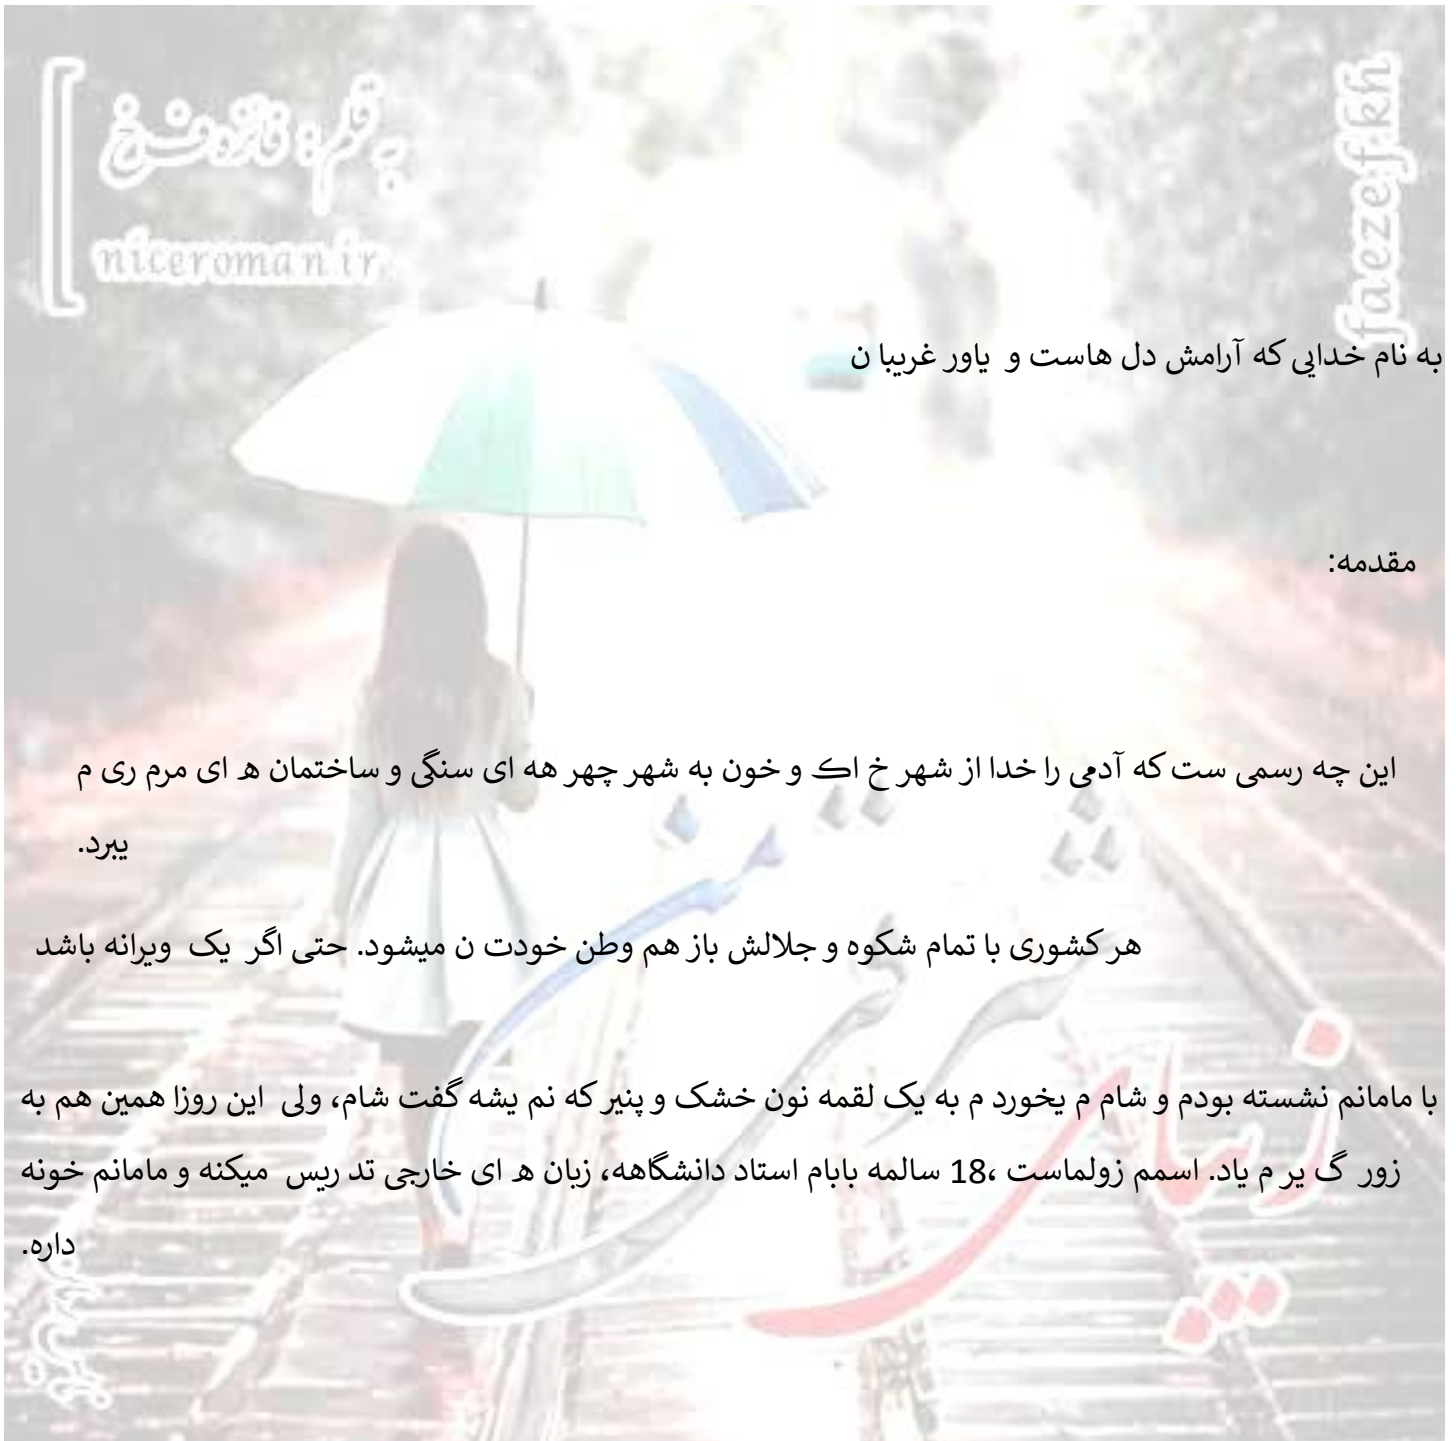 به قلم: فائزه فرخ
niceroman.ir
faezefkh
به نام خدایی که آرامش دل هاست و یاور غریبا ن
مقدمه:
این چه رسمی ست که آدمی را خدا از شهر خ اک و خون به شهر چهر هه ای سنگی و ساختمان ه ای مرم ری م
یبرد.
هر کشوری با تمام شکوه و جلالش باز هم وطن خودت ن میشود. حتی اگر یک ویرانه باشد
با مامانم نشسته بودم و شام م یخورد م به یک لقمه نون خشک و پنیر که نم یشه گفت شام، ولی این روزا همین هم به
زور گ یر م یاد. اسمم زولماست ،18 سالمه بابام استاد دانشگاهه، زبان ه ای خارجی تد ریس میکنه و مامانم خونه
داره.
زیبای
شرقی
من